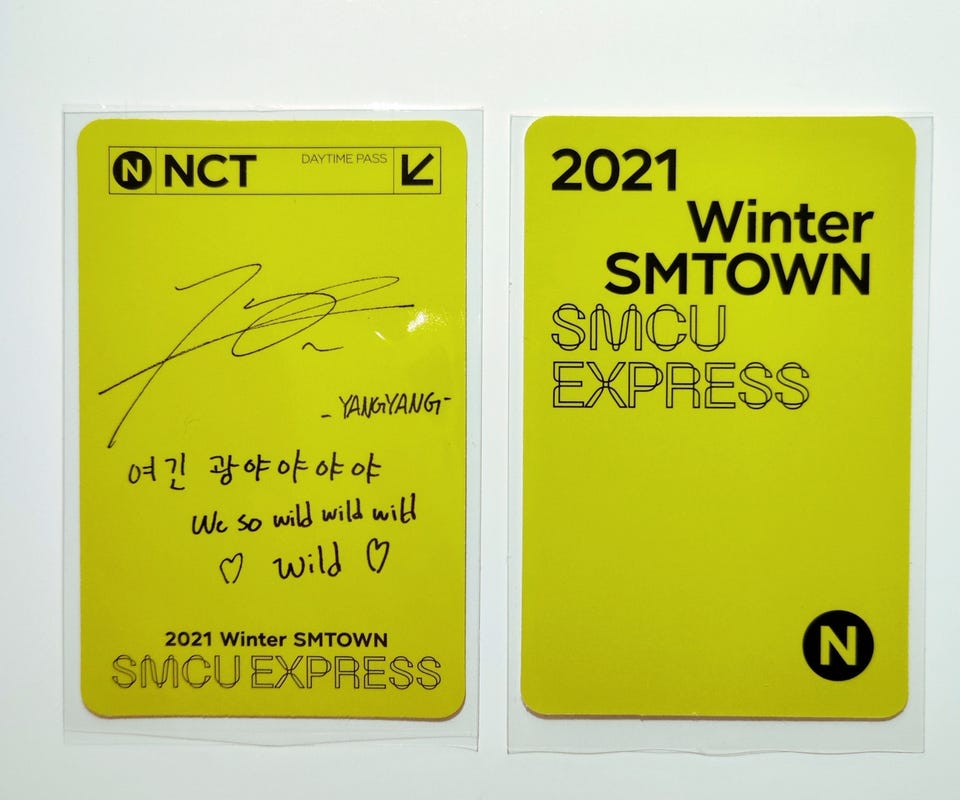 N NCT DAYTIME PASS
- YANGYANG -
여긴 광야야야야
We so wild wild wild
♡ wild ♡
2021 Winter SMTOWN
SMCU EXPRESS
2021
Winter
SMTOWN
SMCU
EXPRESS
N